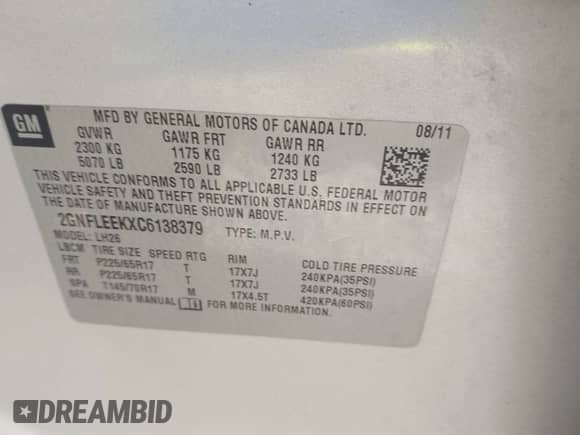 GM
MFD BY GENERAL MOTORS OF CANADA LTD. 08/11
GVWR GAWR FRT GAWR RR
2300 KG 1175 KG 1240 KG
5070 LB 2590 LB 2733 LB
THIS VEHICLE CONFORMS TO ALL APPLICABLE U.S. FEDERAL MOTOR
VEHICLE SAFETY AND THEFT PREVENTION STANDARDS IN EFFECT ON
THE DATE OF MANUFACTURE SHOWN ABOVE.
2GNFLEEKXC6138379 TYPE: M.P.V.
MODEL: LH26
LBCM TIRE SIZE SPEED RTG RIM COLD TIRE PRESSURE
FRT P225/65R17 T 17X7J 240KPA(35PSI)
RR P225/65R17 T 17X7J 240KPA(35PSI)
SPA T145/70R17 M 17X4.5T 420KPA(60PSI)
SEE OWNER'S MANUAL FOR MORE INFORMATION.
DREAMBID